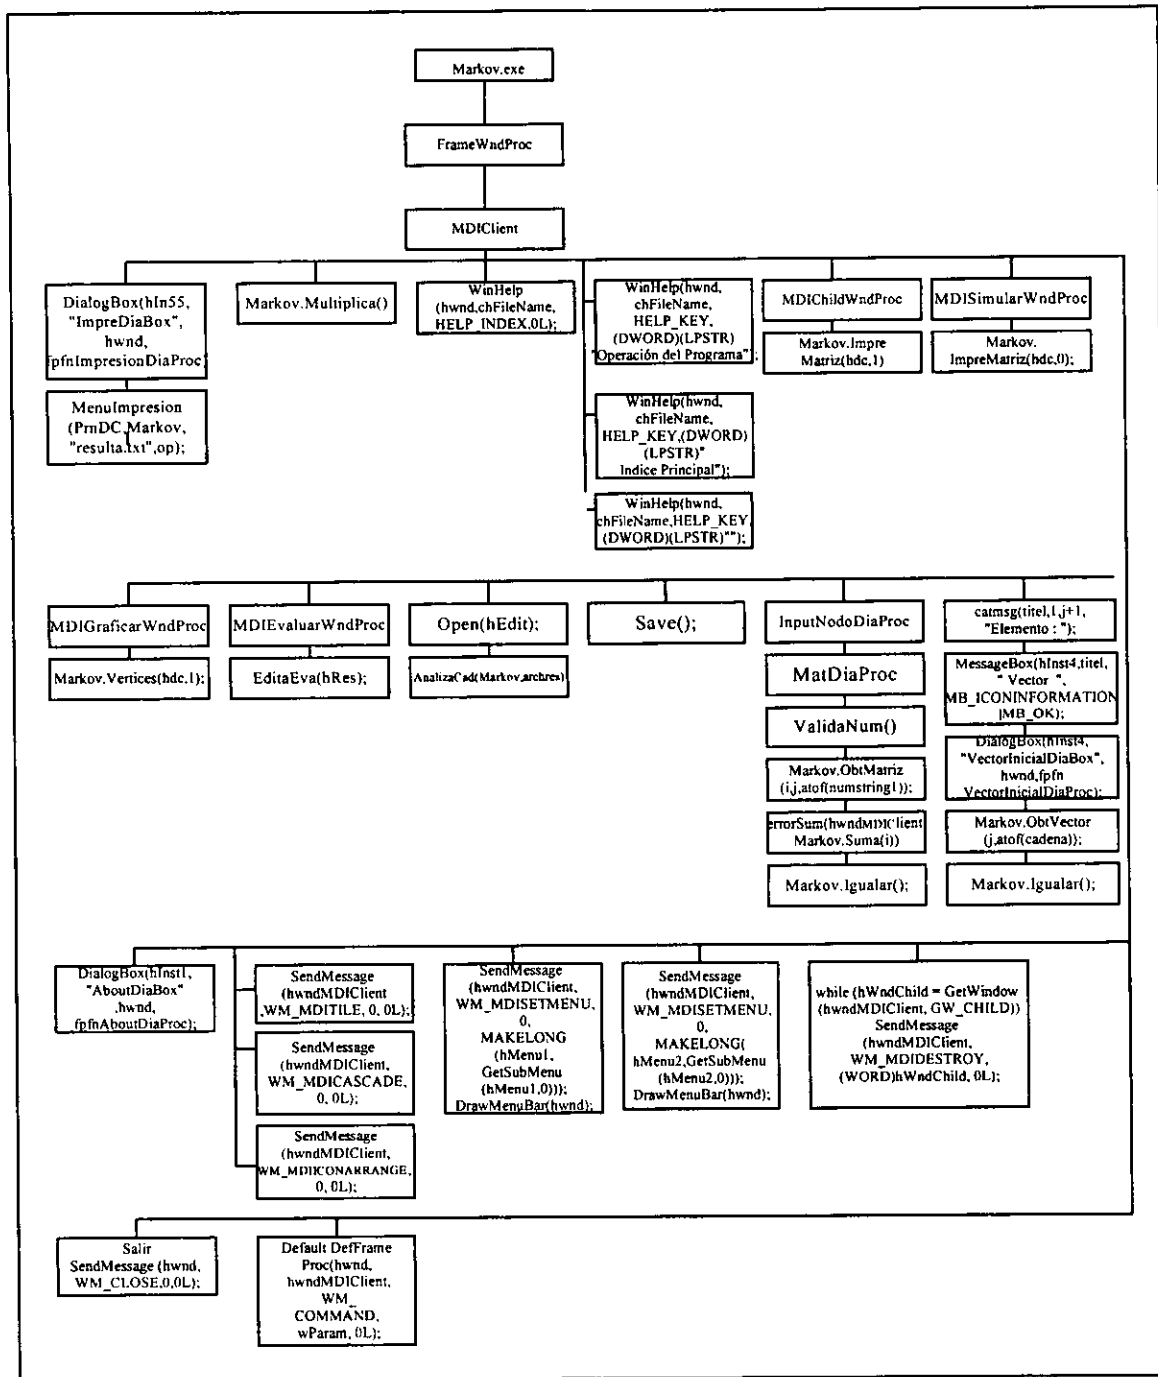 Markov.exe
FrameWndProc
MDIClient
DialogBox(hIn55,
"ImpreDiaBox",
hwnd,
fpfnImpresionDiaProc
MenuImpresion
(PrnDC,Markov,
"resulta.txt",op);
Markov.Muliplica()
WinHelp
(hwnd,chFileName,
HELP_INDEX,0L);
WinHelp(hwnd,
chFileName,
HELP_KEY,
(DWORD)(LPSTR)
"Operación del Programa"';
WinHelp(hwnd,
chFileName,
HELP_KEY,(DWORD)
(LPSTR)"
Indice Principal");
WinHelp(hwnd,
chFileName,HELP_KEY
(DWORD)(LPSTR)"");
MDIChildWndProc
Markov.Impre
Matriz(hdc,1)
MDISimularWndProc
Markov.
ImpreMatriz(hdc,0);
MDIGraficarWndProc
Markov.Vertices(hdc,1);
MDIEvaluarWndProc
EditaEva(hRes);
Open(hEdit);
AnalizaCad(Markov,archres)
Save();
InputNodoDiaProc
MatDiaProc
ValidaNum()
Markov.ObtMatriz
(i,j,atof(numstring1));
errorSum(hwndMDIClient
Markov.Suma(i))
Markov.Igualar();
catmsg(titel,1,j+1,
"Elemento : ");
MessageBox(hInst4,titel,
" Vector ",
MB_ICONINFORMATION
|MB_OK);
DialogBox(hInst4,
"VectorInicialDiaBox",
hwnd,fpfn
VectorInicialDiaProc);
Markov.ObtVector
(j,atof(cadena));
Markov.Igualar();
DialogBox(hInst1,
"AboutDiaBox"
,hwnd,
fpfnAboutDiaProc);
SendMessage
(hwndMDIClient
,WM_MDITILE, 0, 0L);
SendMessage
(hwndMDIClient,
WM_MDICASCADE,
0, 0L);
SendMessage
(hwndMDIClient,
WM_MDIICONARRANGE,
0, 0L);
SendMessage
(hwndMDIClient,
WM_MDISETMENU,
0,
MAKELONG
(hMenu1,
GetSubMenu
(hMenu1,0)));
DrawMenuBar(hwnd);
SendMessage
(hwndMDIClient,
WM_MDISETMENU,
0,
MAKELONG(
hMenu2,GetSubMenu
(hMenu2,0)));
DrawMenuBar(hwnd);
while (hWndChild = GetWindow
(hwndMDIClient, GW_CHILD))
SendMessage
(hwndMDIClient,
WM_MDIDESTROY,
(WORD)hWndChild, 0L);
Salir
SendMessage (hwnd,
WM_CLOSE,0,0L);
Default DefFrame
Proc(hwnd,
hwndMDIClient,
WM_
COMMAND,
wParam, 0L);